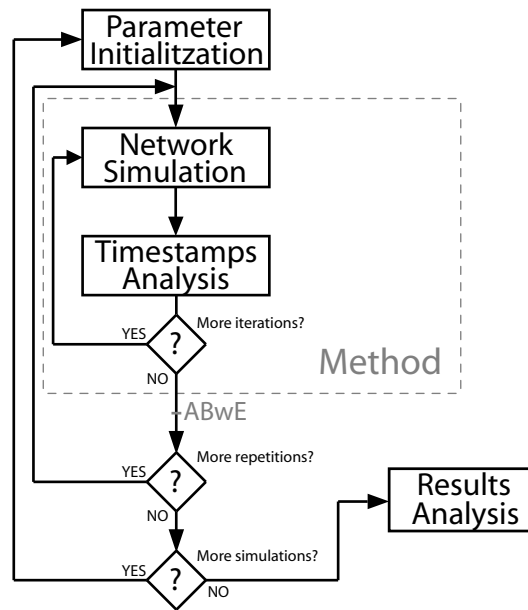 Parameter
Initialitzation
Network
Simulation
Timestamps
Analysis
More iterations?
YES
?
NO
Method
ABwE
More repetitions?
YES
?
NO
Results
Analysis
More simulations?
YES
?
NO